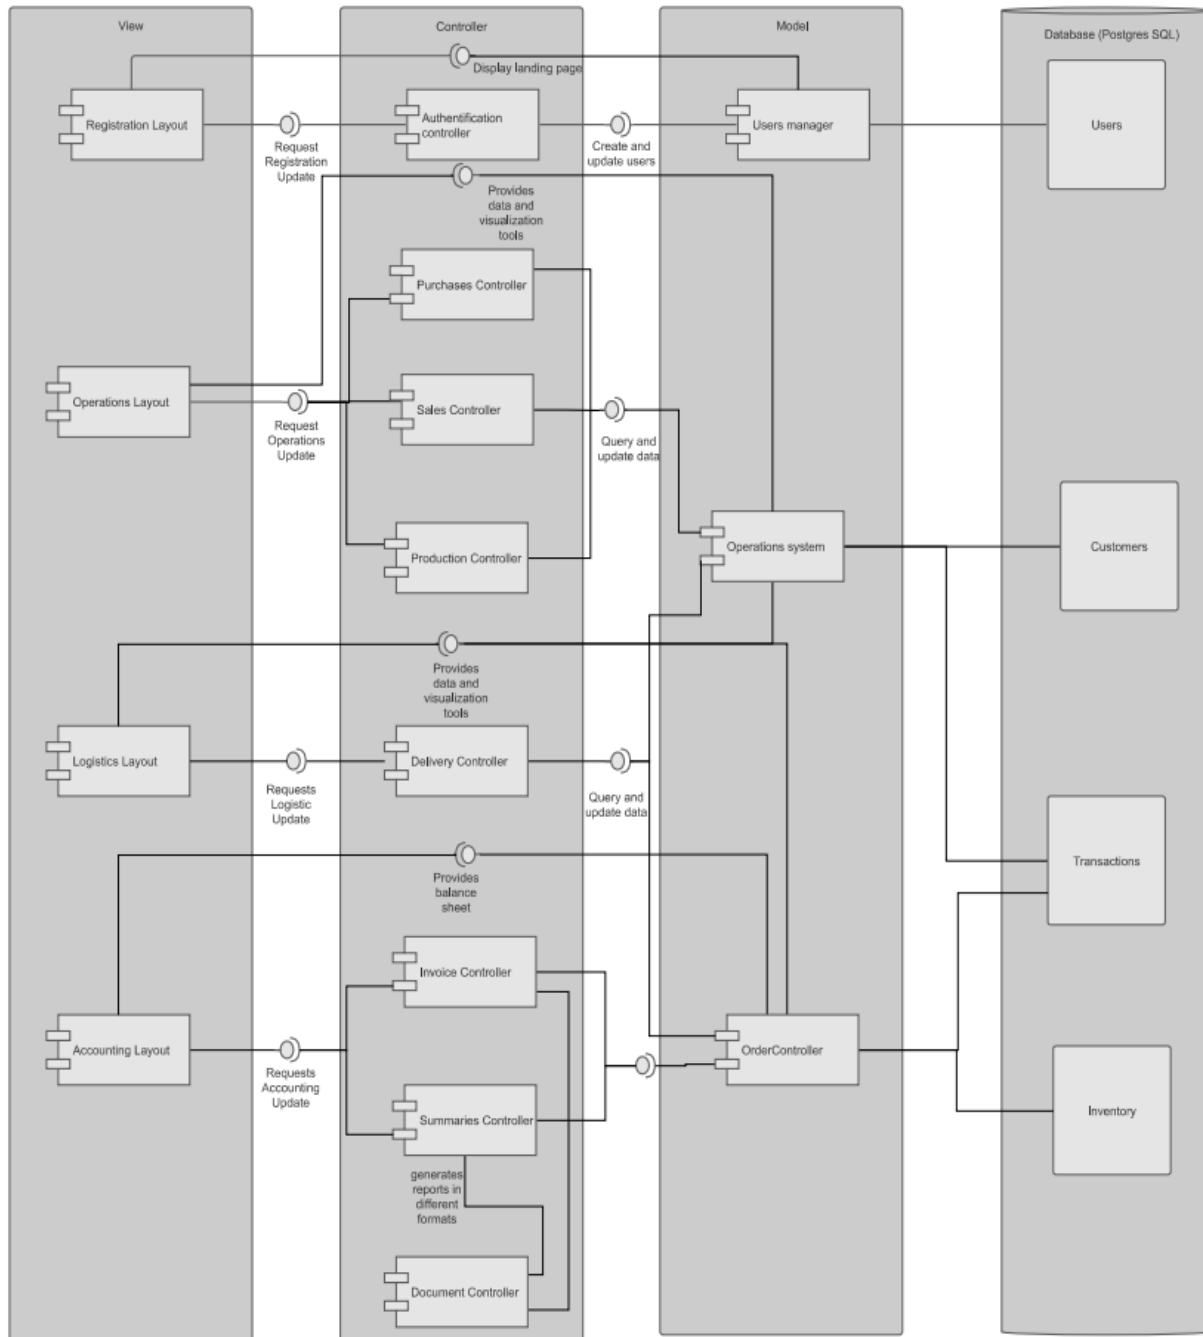 View
Controller
Model
Database (Postgres SQL)
Display landing page
Registration Layout
Request
Registration
Update
Authentification
controller
Create and
update users
Users manager
Users
Provides
data and
visualization
tools
Purchases Controller
Operations Layout
Request
Operations
Update
Sales Controller
Query and
update data
Production Controller
Operations system
Customers
Provides
data and
visualization
tools
Logistics Layout
Requests
Logistic
Update
Delivery Controller
Query and
update data
Transactions
Provides
balance
sheet
Invoice Controller
Accounting Layout
Requests
Accounting
Update
OrderController
Summaries Controller
Inventory
generates
reports in
different
formats
Document Controller